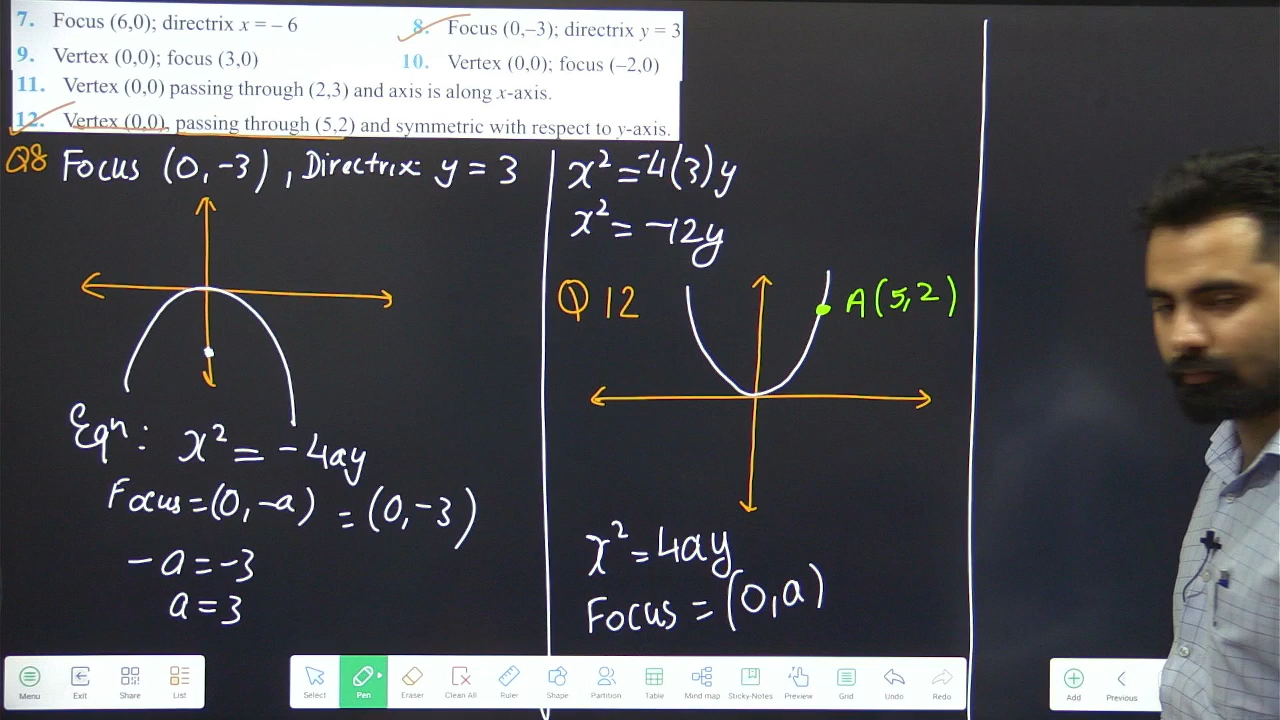 7. Focus (6,0); directrix x = – 6
8. Focus (0,–3); directrix y = 3
9. Vertex (0,0); focus (3,0)
10. Vertex (0,0); focus (–2,0)
11. Vertex (0,0) passing through (2,3) and axis is along x-axis.
12. Vertex (0,0), passing through (5,2) and symmetric with respect to y-axis.
Q8 Focus (0,-3), Directrix y = 3
Eqⁿ: x² = -4ay
Focus = (0,-a) = (0,-3)
-a = -3
a = 3
x² = -4(3)y
x² = -12y
Q 12
A(5,2)
x² = 4ay
Focus = (0,a)
Menu
Exit
Share
List
Select
Pen
Eraser
Clean All
Ruler
Shape
Partition
Table
Mind map
Sticky-Notes
Preview
Grid
Undo
Redo
Add
Previous